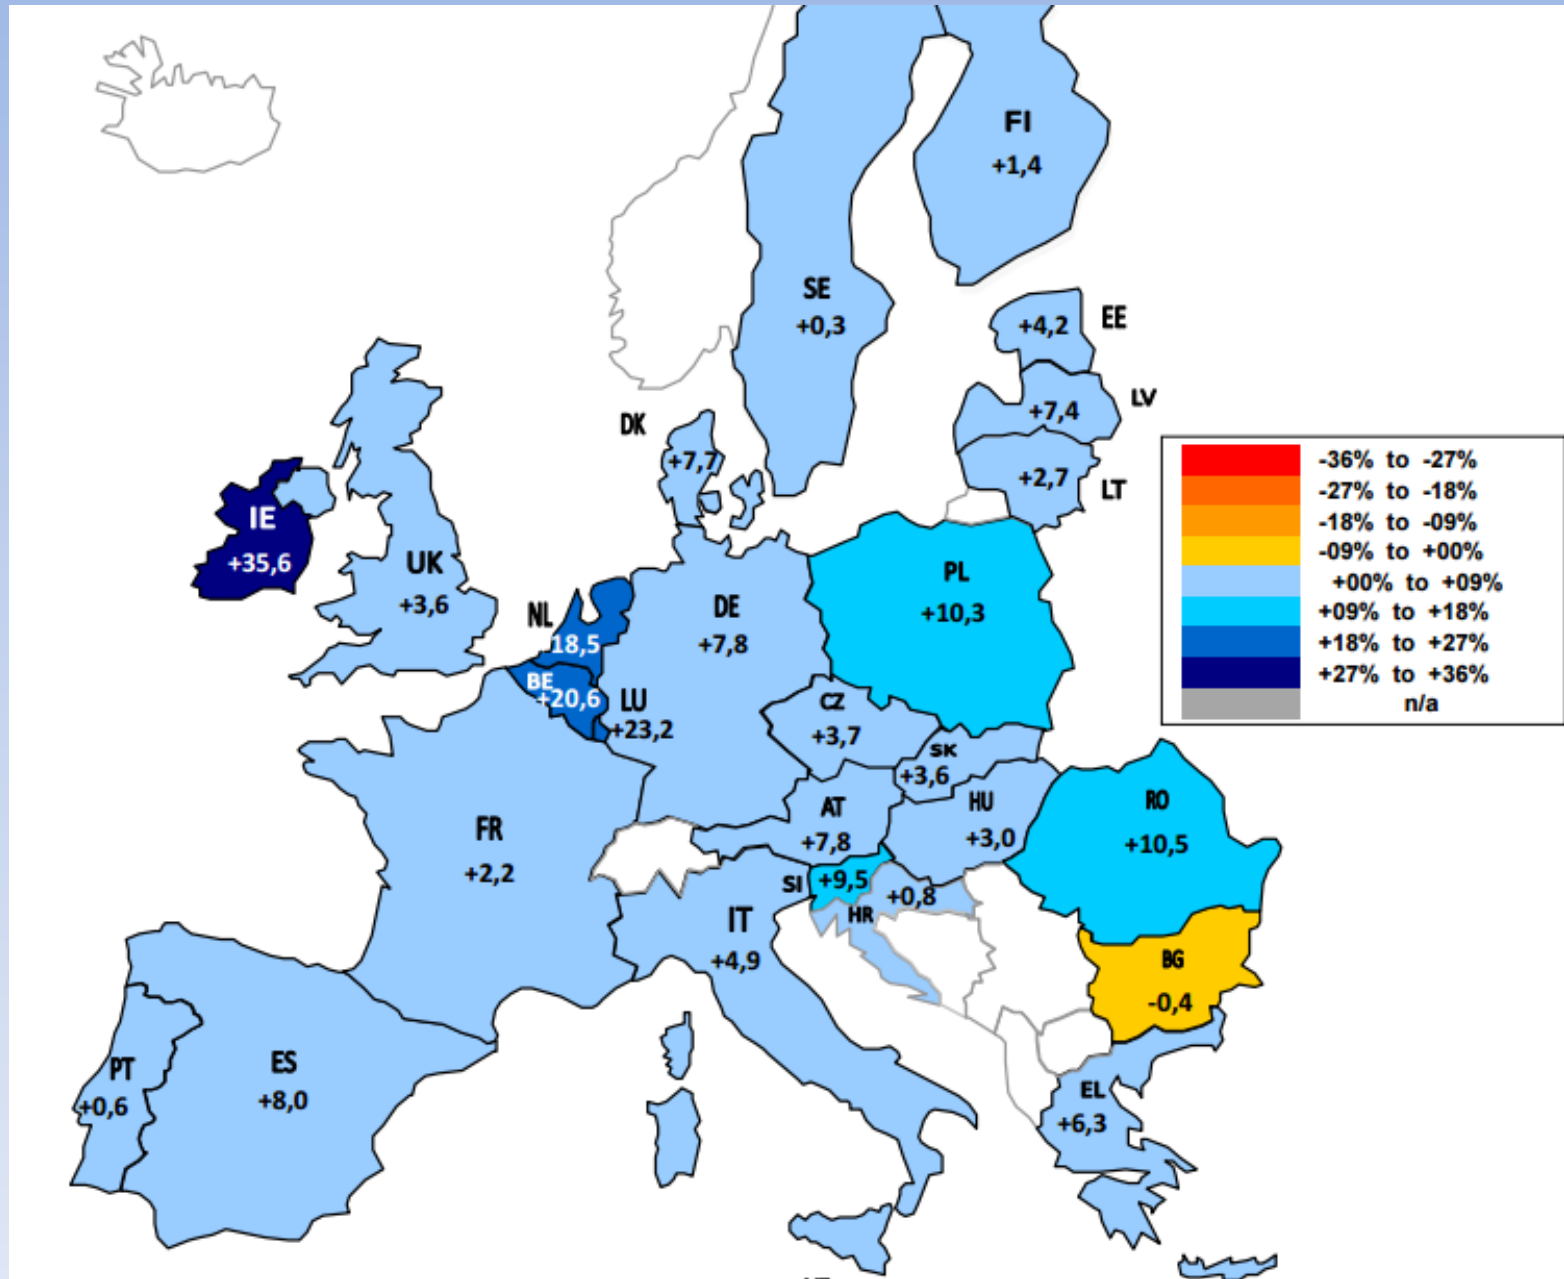 FI
+1,4
SE
+0,3
EE
+4,2
LV
+7,4
DK
+7,7
LT
+2,7
-36% to -27%
-27% to -18%
-18% to -09%
-09% to +00%
+00% to +09%
+09% to +18%
+18% to +27%
+27% to +36%
n/a
IE
+35,6
UK
+3,6
NL
18,5
BE
+20,6
LU
+23,2
DE
+7,8
PL
+10,3
CZ
+3,7
SK
+3,6
AT
+7,8
HU
+3,0
RO
+10,5
FR
+2,2
SI
+9,5
HR
+0,8
IT
+4,9
BG
-0,4
PT
+0,6
ES
+8,0
EL
+6,3